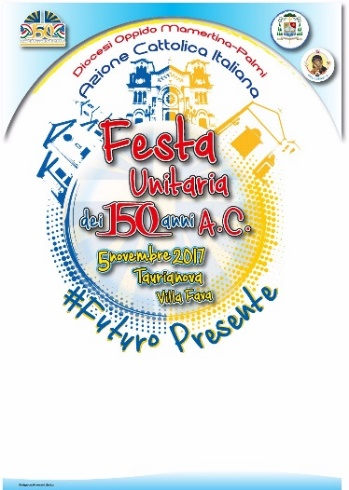 150
Diocesi Oppido Mamertina-Palmi
Azione Cattolica Italiana
Festa
Unitaria
dei 150 anni A.C.
5 novembre 2017
Taurianova
Villa Fava
#Futuro Presente